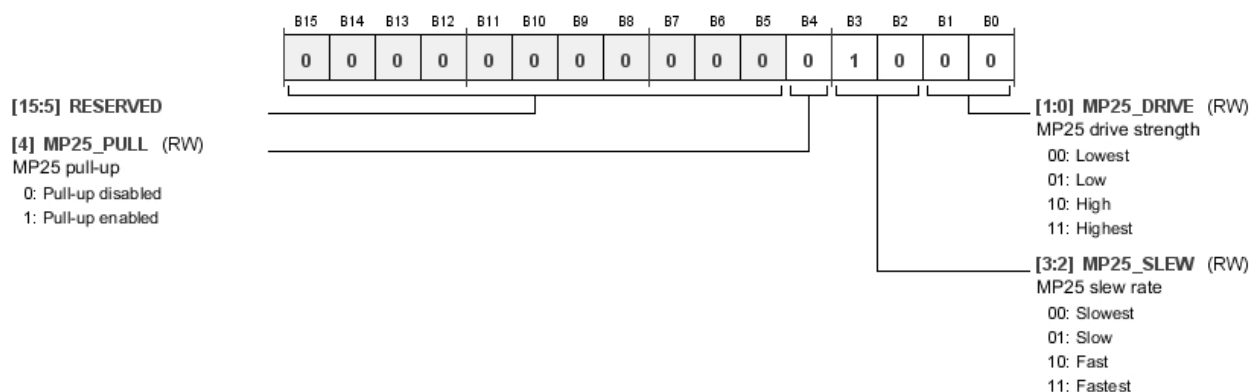 B15 B14 B13 B12 B11 B10 B9 B8 B7 B6 B5 B4 B3 B2 B1 B0
0 0 0 0 0 0 0 0 0 0 0 0 1 0 0 0
[15:5] RESERVED
[4] MP25_PULL (RW)
MP25 pull-up
0: Pull-up disabled
1: Pull-up enabled
[1:0] MP25_DRIVE (RW)
MP25 drive strength
00: Lowest
01: Low
10: High
11: Highest
[3:2] MP25_SLEW (RW)
MP25 slew rate
00: Slowest
01: Slow
10: Fast
11: Fastest